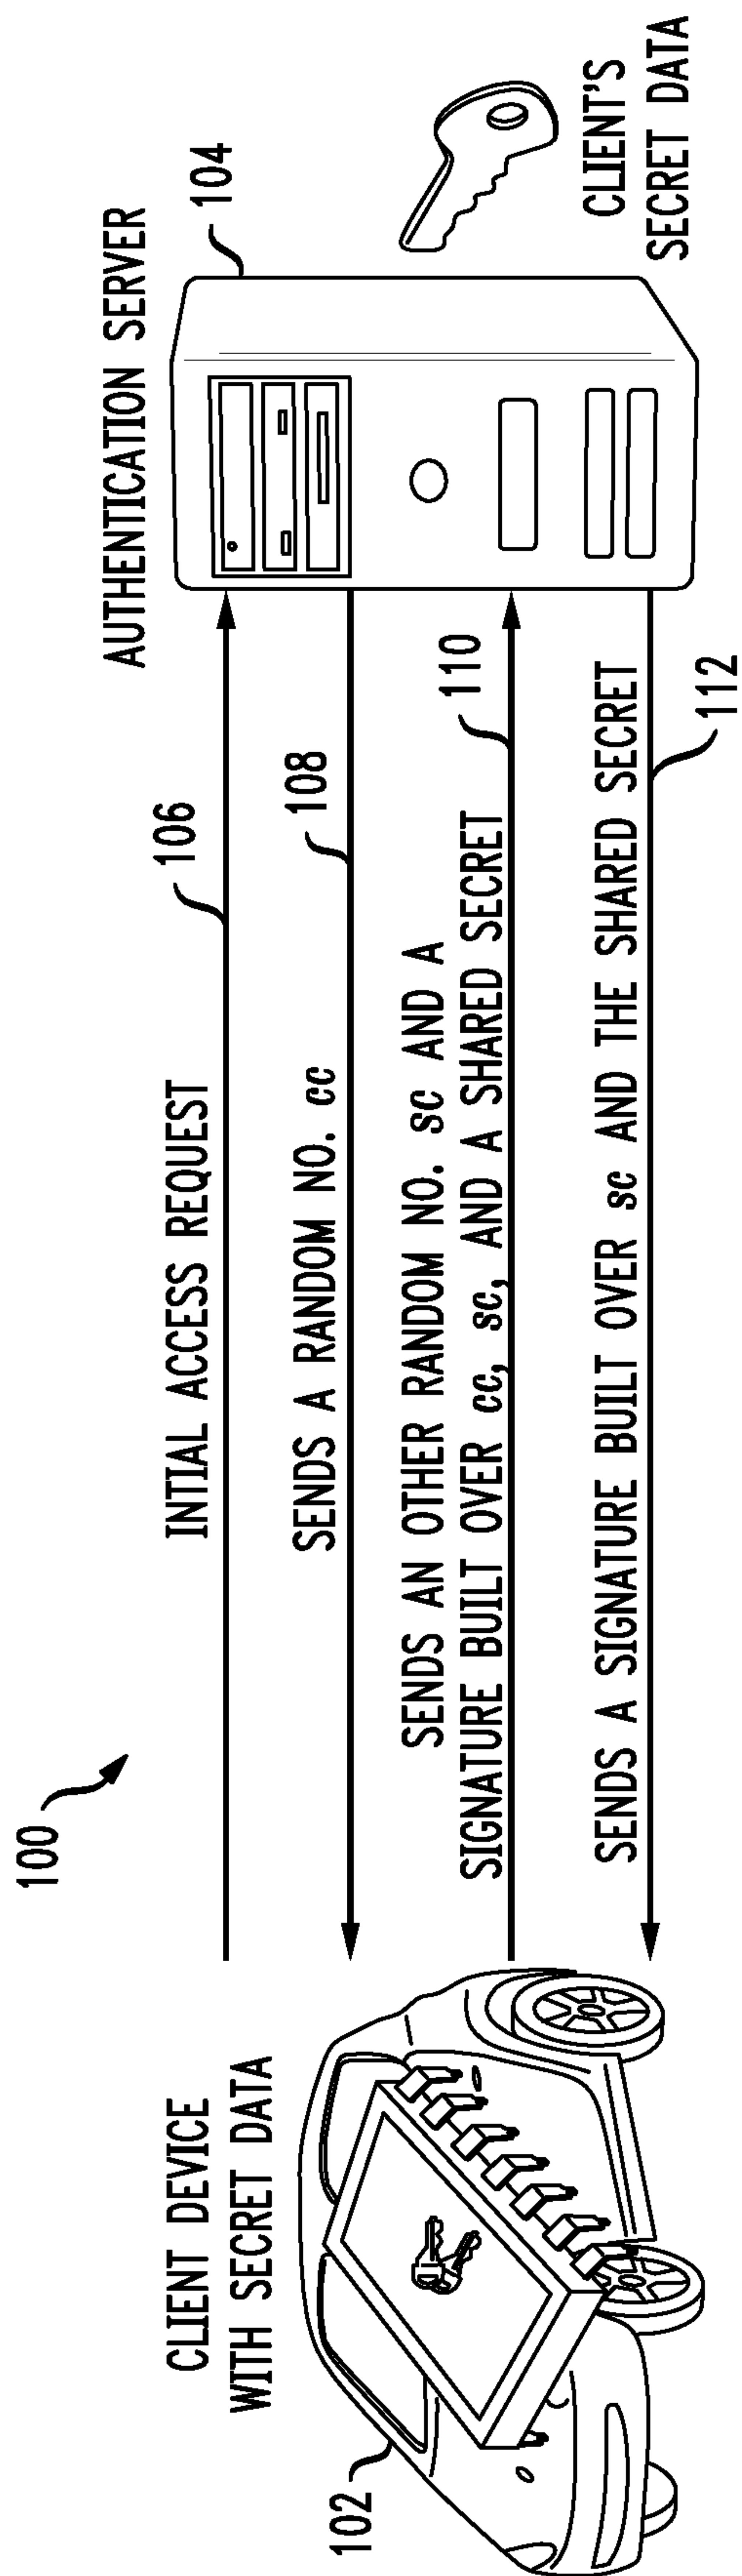 100
CLIENT DEVICE
WITH SECRET DATA
102
AUTHENTICATION SERVER
104
INTIAL ACCESS REQUEST
106
SENDS A RANDOM NO. cc
108
SENDS AN OTHER RANDOM NO. sc AND A
SIGNATURE BUILT OVER cc, sc, AND A SHARED SECRET
110
SENDS A SIGNATURE BUILT OVER sc AND THE SHARED SECRET
112
CLIENT'S
SECRET DATA